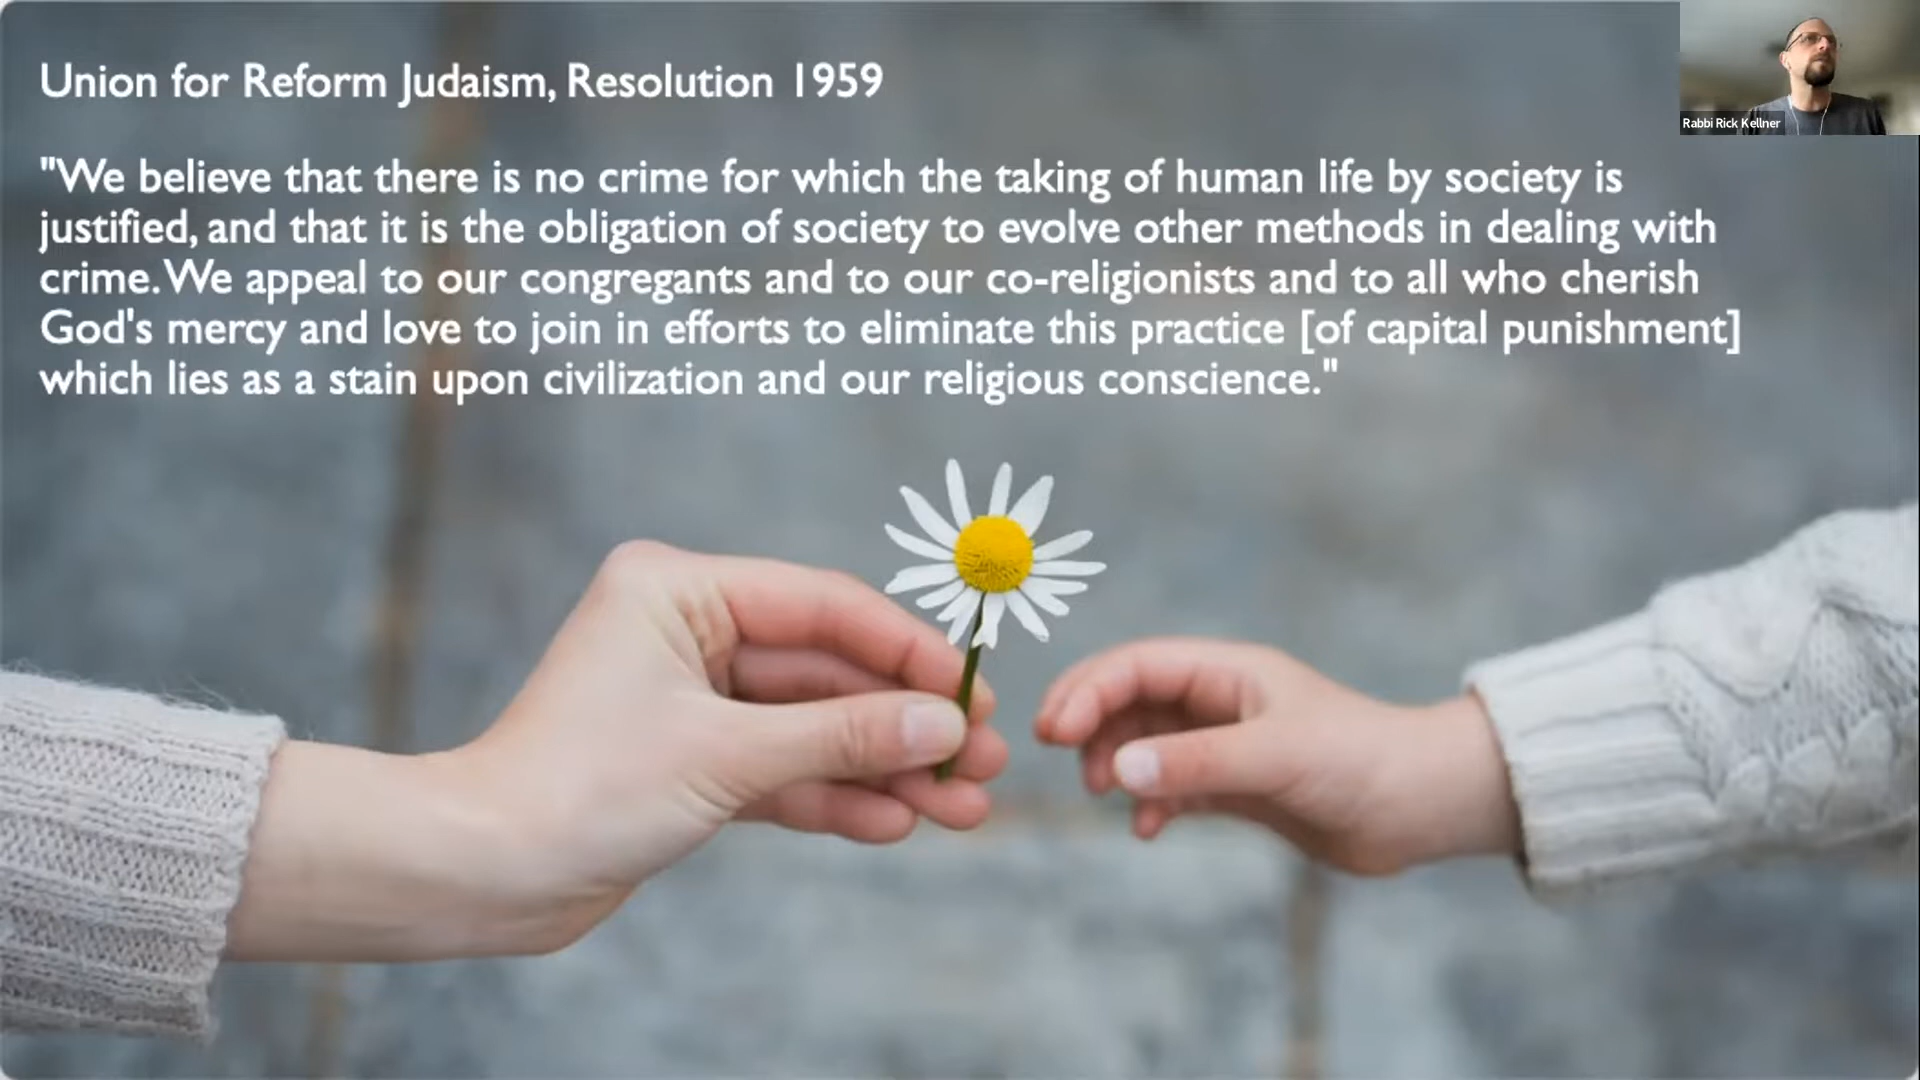 Union for Reform Judaism, Resolution 1959
"We believe that there is no crime for which the taking of human life by society is
justified, and that it is the obligation of society to evolve other methods in dealing with
crime. We appeal to our congregants and to our co-religionists and to all who cherish
God's mercy and love to join in efforts to eliminate this practice [of capital punishment]
which lies as a stain upon civilization and our religious conscience."
Rabbi Rick Kellner